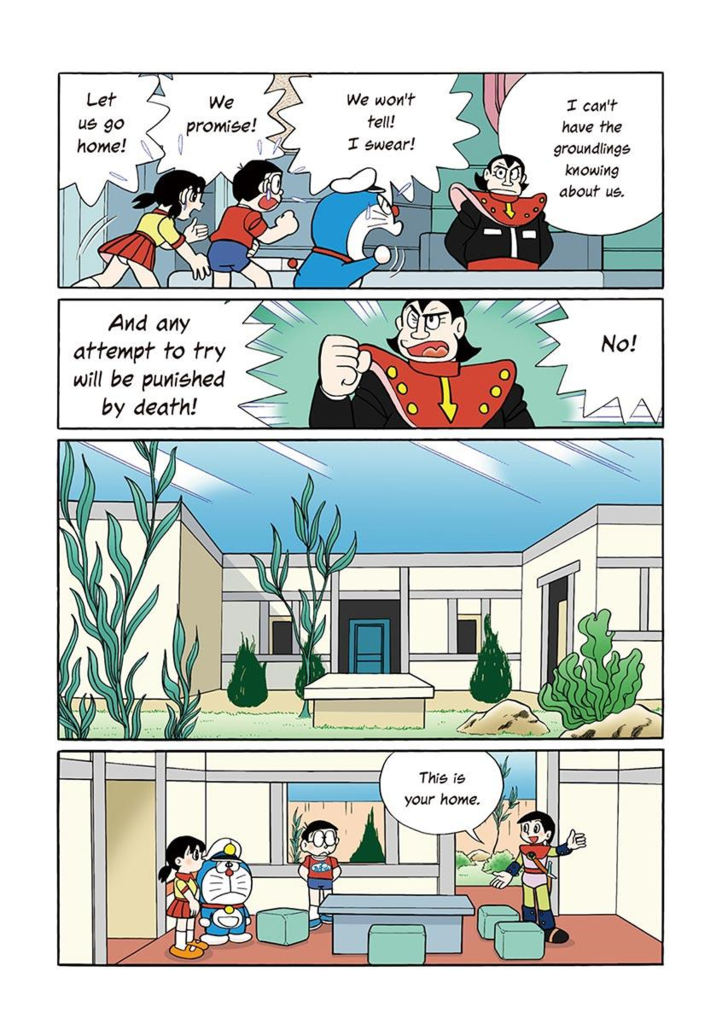 I can't
have the
groundlings
knowing
about us.
We won't
tell!
I swear!
We
promise!
Let
us go
home!
No!
And any
attempt to try
will be punished
by death!
This is
your home.